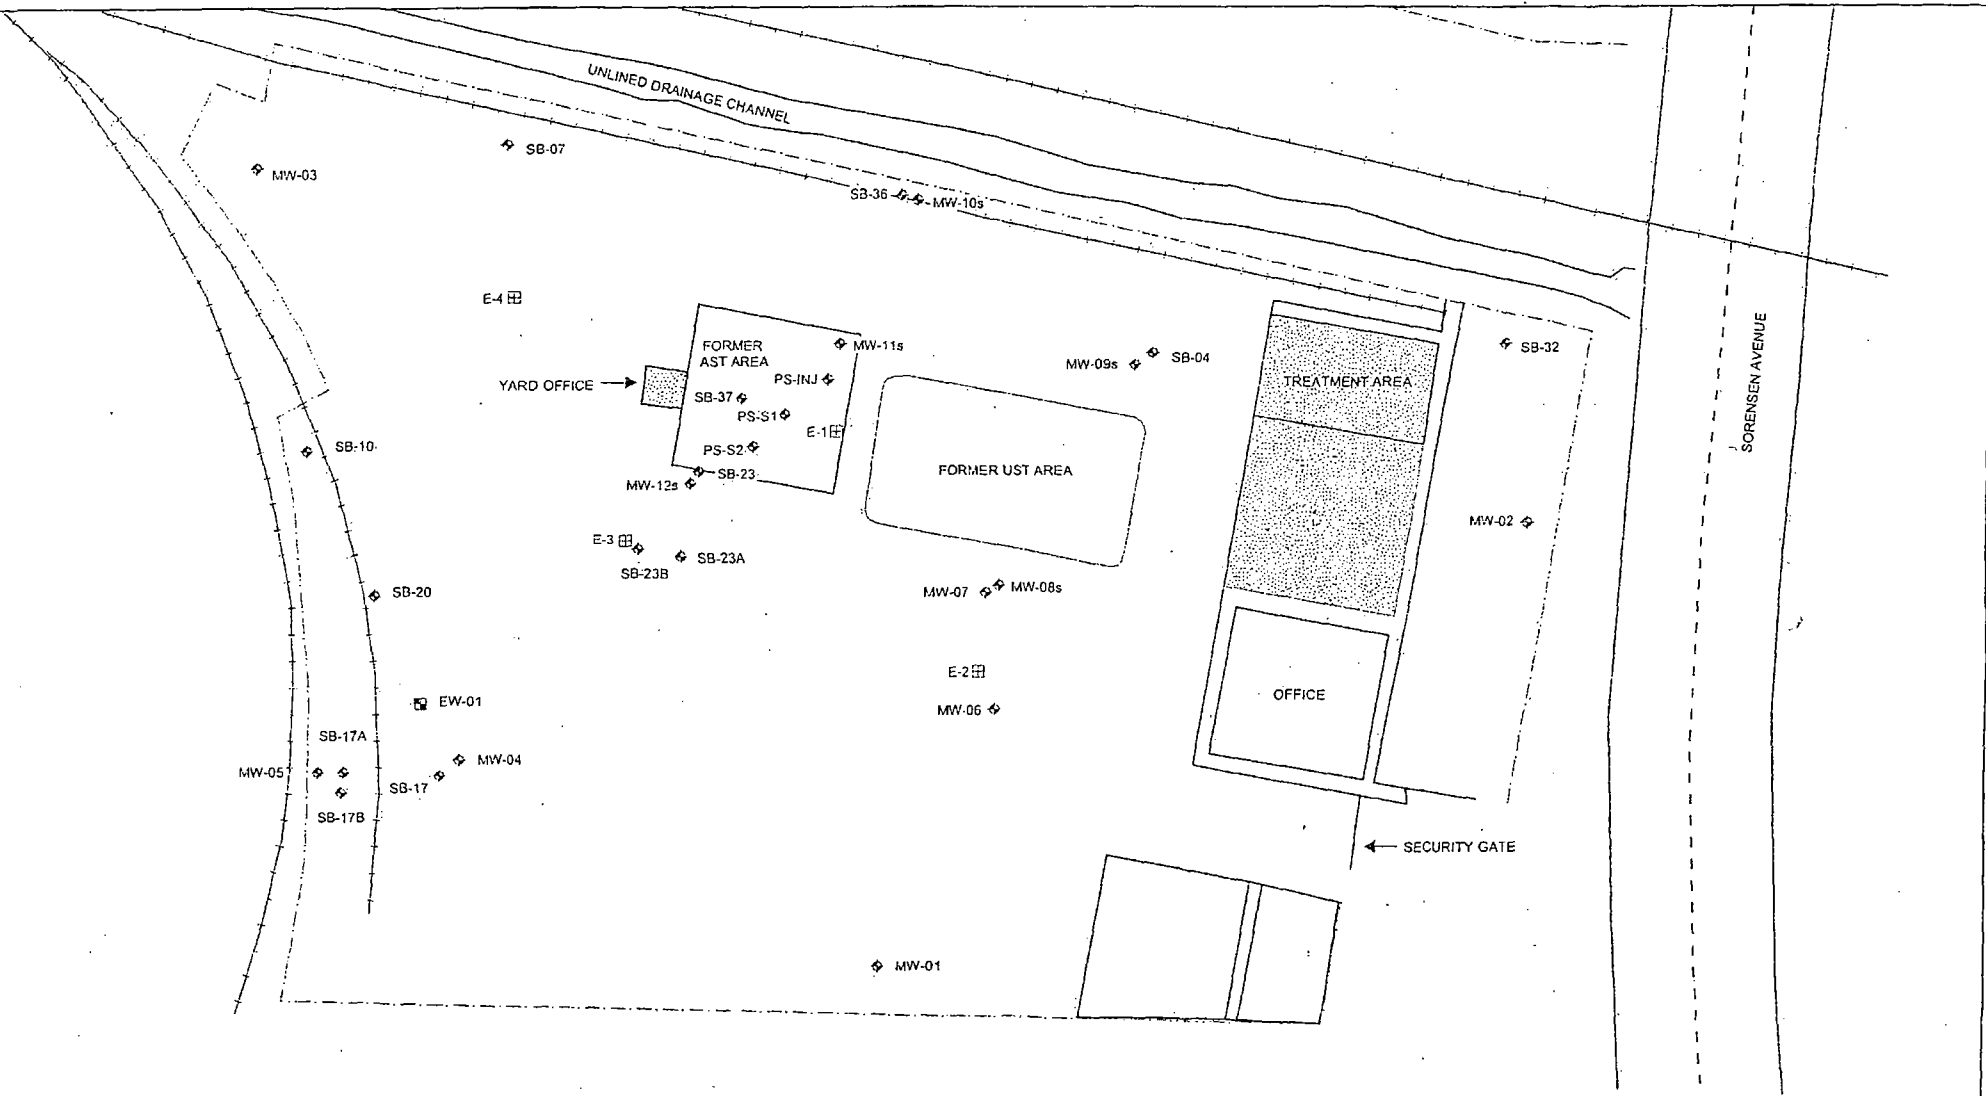 UNLINED DRAINAGE CHANNEL
SB-07
MW-03
SB-36
MW-10s
E-4
FORMER
AST AREA
MW-11s
YARD OFFICE
PS-INJ
SB-37
PS-S1
E-1
PS-S2
SB-23
MW-12s
MW-09s
SB-04
TREATMENT AREA
SB-32
SORENSEN AVENUE
SB-10
FORMER UST AREA
MW-02
E-3
SB-23B
SB-23A
SB-20
MW-07
MW-08s
E-2
MW-06
OFFICE
EW-01
SB-17A
MW-05
MW-04
SB-17
SB-17B
SECURITY GATE
MW-01